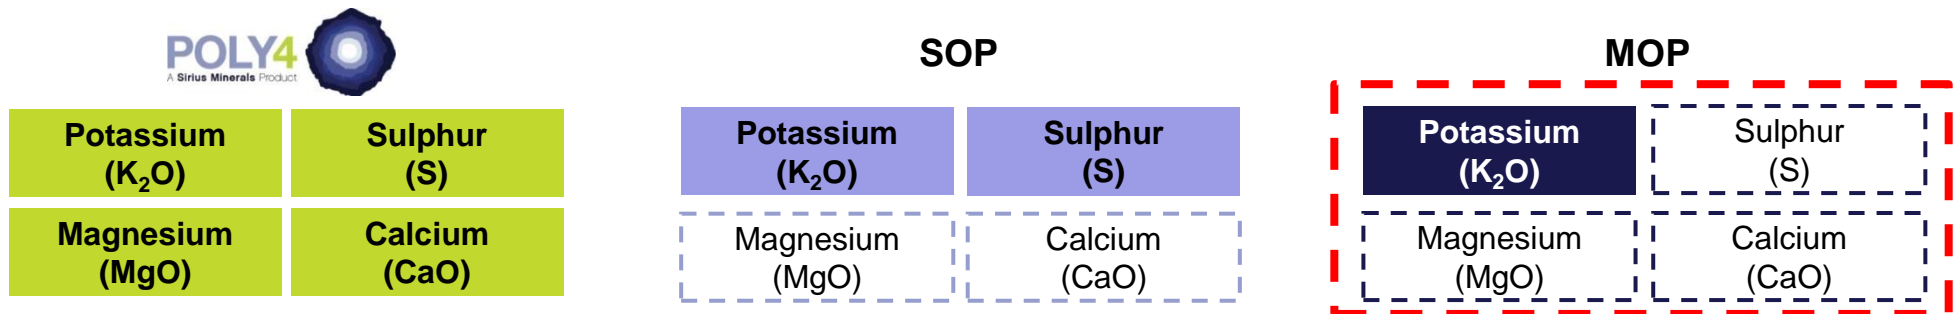 POLY4
A Sirius Minerals Product
Potassium
(K₂O)
Sulphur
(S)
Magnesium
(MgO)
Calcium
(CaO)
SOP
Potassium
(K₂O)
Sulphur
(S)
Magnesium
(MgO)
Calcium
(CaO)
MOP
Potassium
(K₂O)
Sulphur
(S)
Magnesium
(MgO)
Calcium
(CaO)